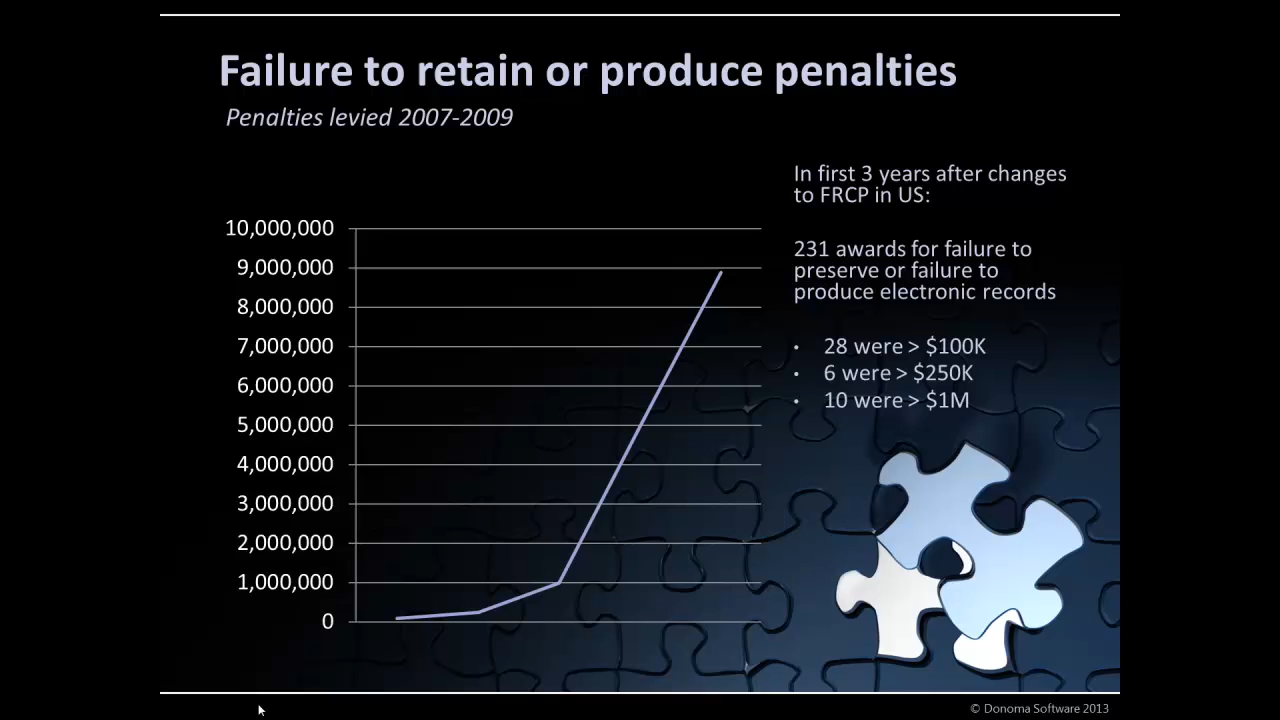 Failure to retain or produce penalties
Penalties levied 2007-2009
In first 3 years after changes
to FRCP in US:
231 awards for failure to
preserve or failure to
produce electronic records
• 28 were > $100K
• 6 were > $250K
• 10 were > $1M
10,000,000
9,000,000
8,000,000
7,000,000
6,000,000
5,000,000
4,000,000
3,000,000
2,000,000
1,000,000
0
© Donoma Software 2013